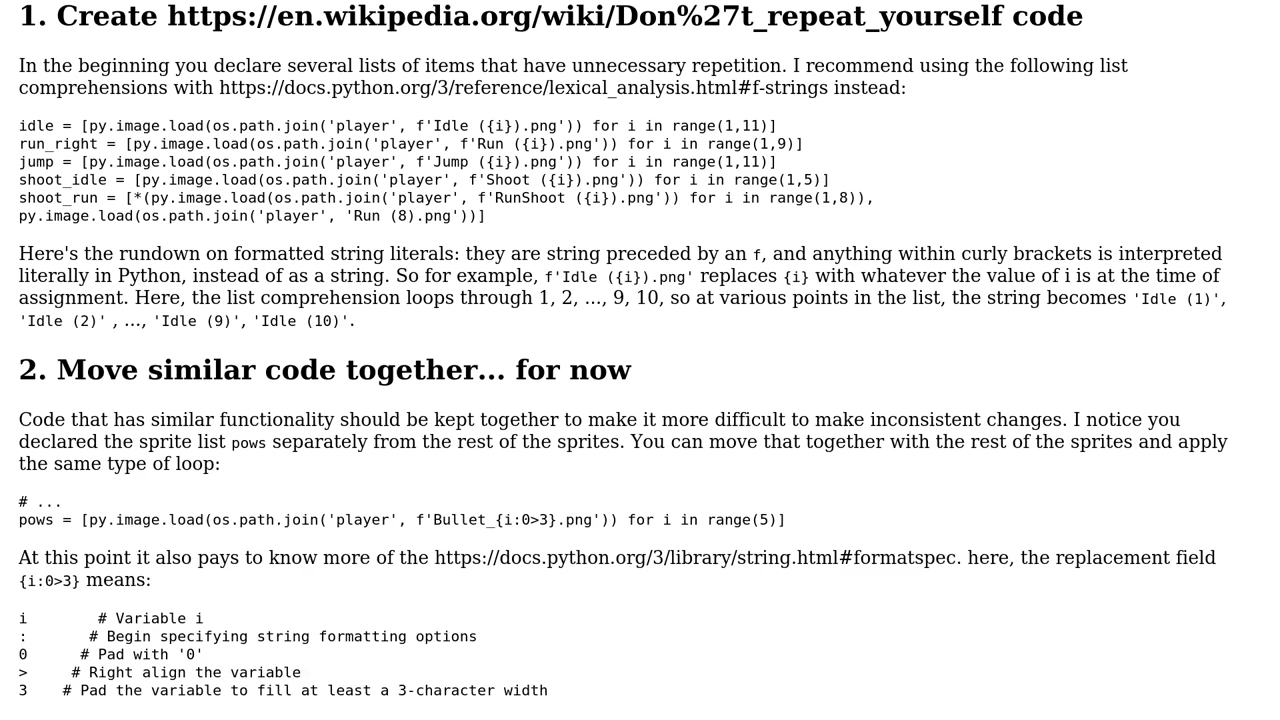 1. Create https://en.wikipedia.org/wiki/Don%27t_repeat_yourself code
In the beginning you declare several lists of items that have unnecessary repetition. I recommend using the following list
comprehensions with https://docs.python.org/3/reference/lexical_analysis.html#f-strings instead:
idle = [py.image.load(os.path.join('player', f'Idle ({i}).png')) for i in range(1,11)]
run_right = [py.image.load(os.path.join('player', f'Run ({i}).png')) for i in range(1,9)]
jump = [py.image.load(os.path.join('player', f'Jump ({i}).png')) for i in range(1,11)]
shoot_idle = [py.image.load(os.path.join('player', f'Shoot ({i}).png')) for i in range(1,5)]
shoot_run = [*(py.image.load(os.path.join('player', f'RunShoot ({i}).png')) for i in range(1,8)),
py.image.load(os.path.join('player', 'Run (8).png'))]
Here's the rundown on formatted string literals: they are string preceded by an f, and anything within curly brackets is interpreted
literally in Python, instead of as a string. So for example, f'Idle ({i}).png' replaces {i} with whatever the value of i is at the time of
assignment. Here, the list comprehension loops through 1, 2, ..., 9, 10, so at various points in the list, the string becomes 'Idle (1)',
'Idle (2)' , ..., 'Idle (9)', 'Idle (10)'.
2. Move similar code together... for now
Code that has similar functionality should be kept together to make it more difficult to make inconsistent changes. I notice you
declared the sprite list pows separately from the rest of the sprites. You can move that together with the rest of the sprites and apply
the same type of loop:
# ...
pows = [py.image.load(os.path.join('player', f'Bullet_{i:0>3}.png')) for i in range(5)]
At this point it also pays to know more of the https://docs.python.org/3/library/string.html#formatspec. here, the replacement field
{i:0>3} means:
i        # Variable i
:       # Begin specifying string formatting options
0      # Pad with '0'
>     # Right align the variable
3    # Pad the variable to fill at least a 3-character width